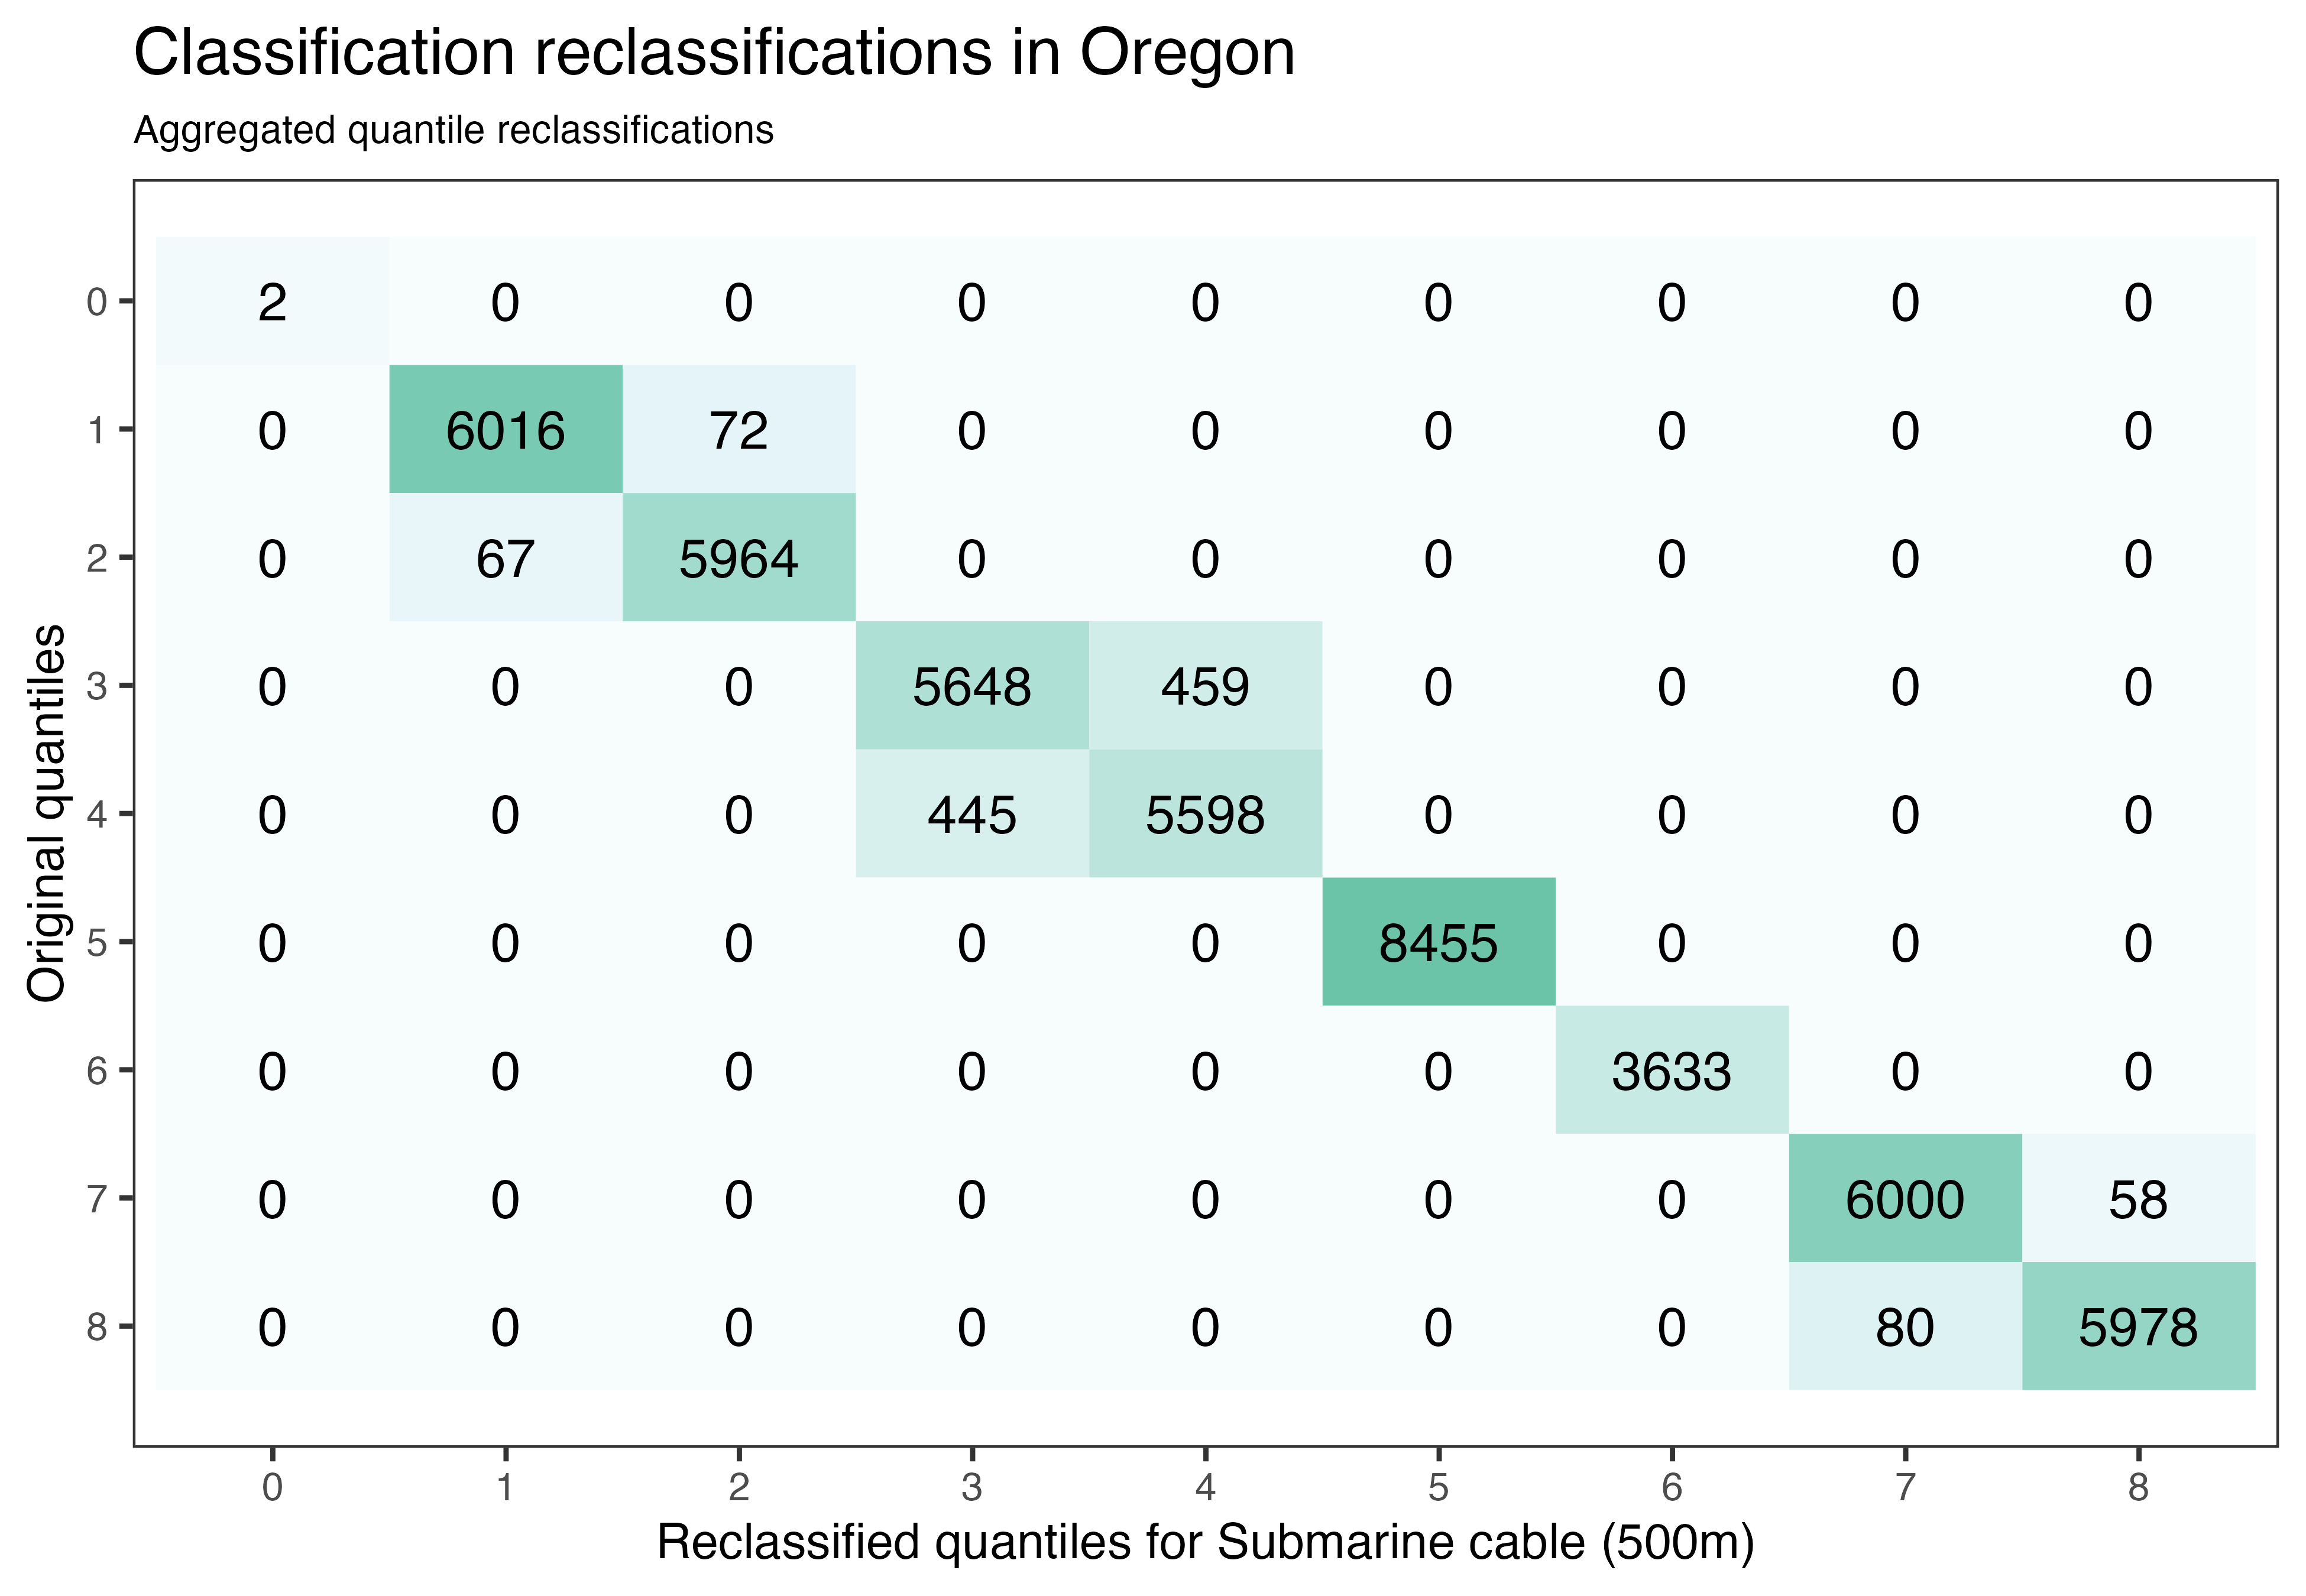 Classification reclassifications in Oregon
Aggregated quantile reclassifications
Original quantiles
0 2 0 0 0 0 0 0 0 0
1 0 6016 72 0 0 0 0 0 0
2 0 67 5964 0 0 0 0 0 0
3 0 0 0 5648 459 0 0 0 0
4 0 0 0 445 5598 0 0 0 0
5 0 0 0 0 0 8455 0 0 0
6 0 0 0 0 0 0 3633 0 0
7 0 0 0 0 0 0 0 6000 58
8 0 0 0 0 0 0 0 80 5978
0 1 2 3 4 5 6 7 8
Reclassified quantiles for Submarine cable (500m)